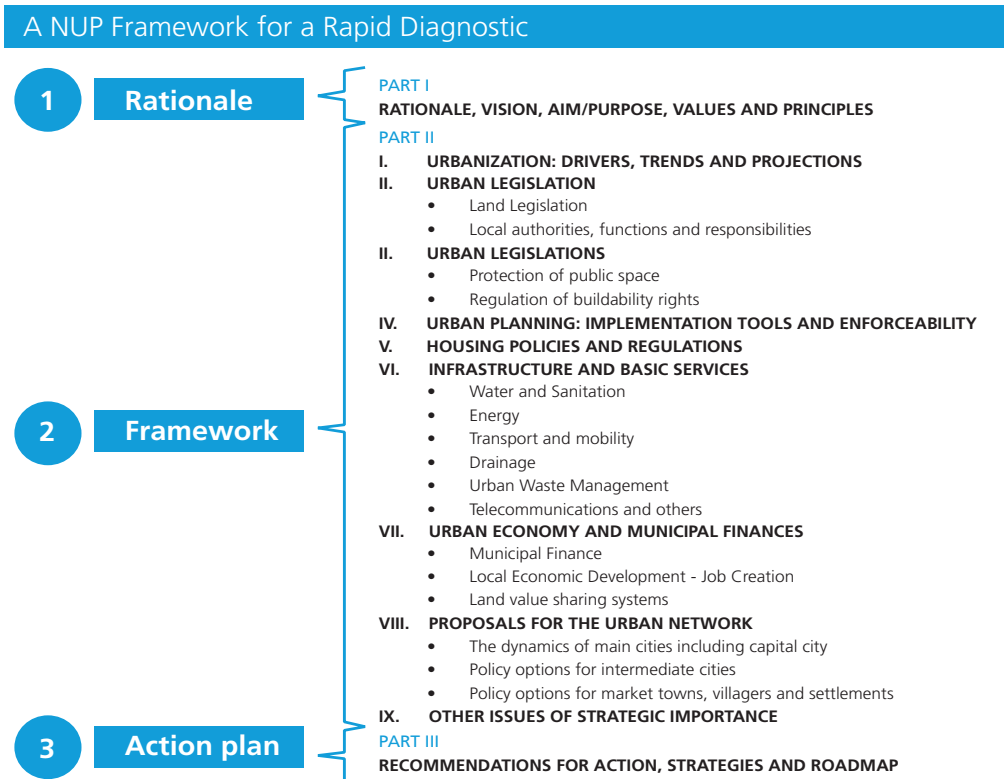 A NUP Framework for a Rapid Diagnostic
1 Rationale
PART I
RATIONALE, VISION, AIM/PURPOSE, VALUES AND PRINCIPLES
PART II
I. URBANIZATION: DRIVERS, TRENDS AND PROJECTIONS
II. URBAN LEGISLATION
• Land Legislation
• Local authorities, functions and responsibilities
II. URBAN LEGISLATIONS
• Protection of public space
• Regulation of buildability rights
IV. URBAN PLANNING: IMPLEMENTATION TOOLS AND ENFORCEABILITY
V. HOUSING POLICIES AND REGULATIONS
VI. INFRASTRUCTURE AND BASIC SERVICES
• Water and Sanitation
• Energy
2 Framework
• Transport and mobility
• Drainage
• Urban Waste Management
• Telecommunications and others
VII. URBAN ECONOMY AND MUNICIPAL FINANCES
• Municipal Finance
• Local Economic Development - Job Creation
• Land value sharing systems
VIII. PROPOSALS FOR THE URBAN NETWORK
• The dynamics of main cities including capital city
• Policy options for intermediate cities
• Policy options for market towns, villagers and settlements
IX. OTHER ISSUES OF STRATEGIC IMPORTANCE
3 Action plan
PART III
RECOMMENDATIONS FOR ACTION, STRATEGIES AND ROADMAP